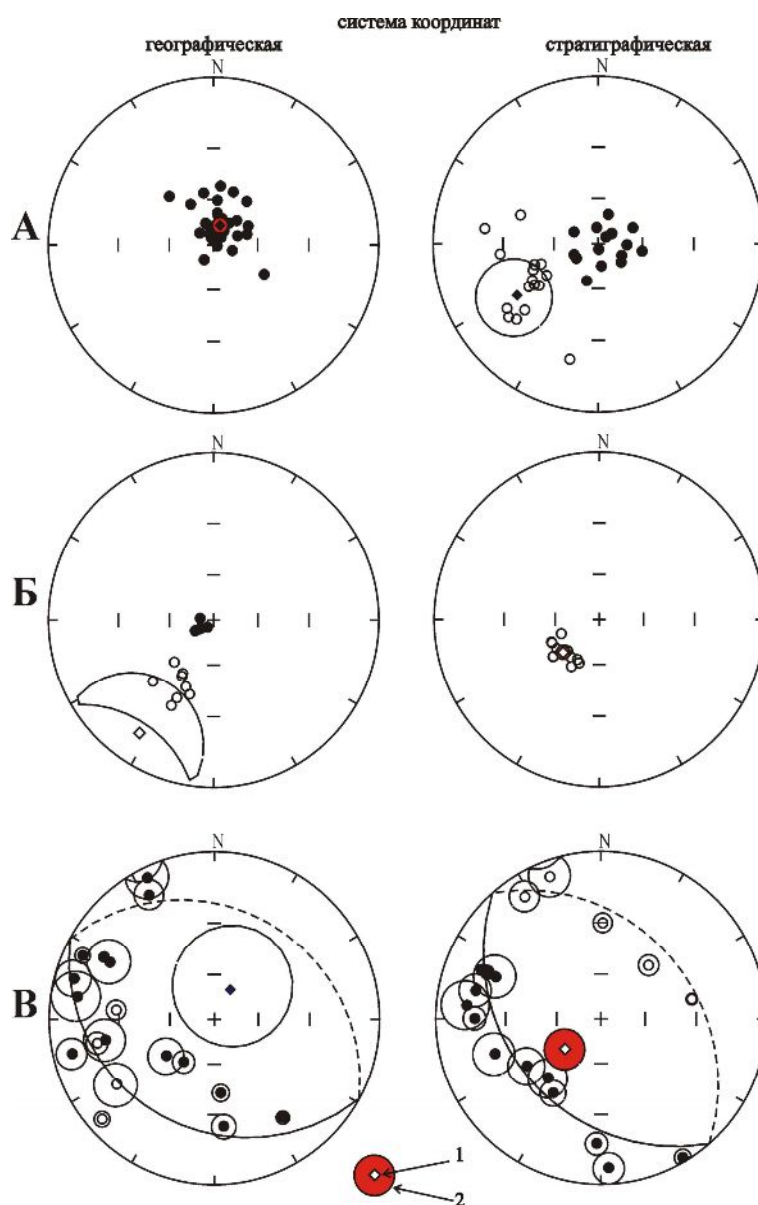 система координат
географическая стратиграфическая
N N
А
N N
Б
N N
В
1
2